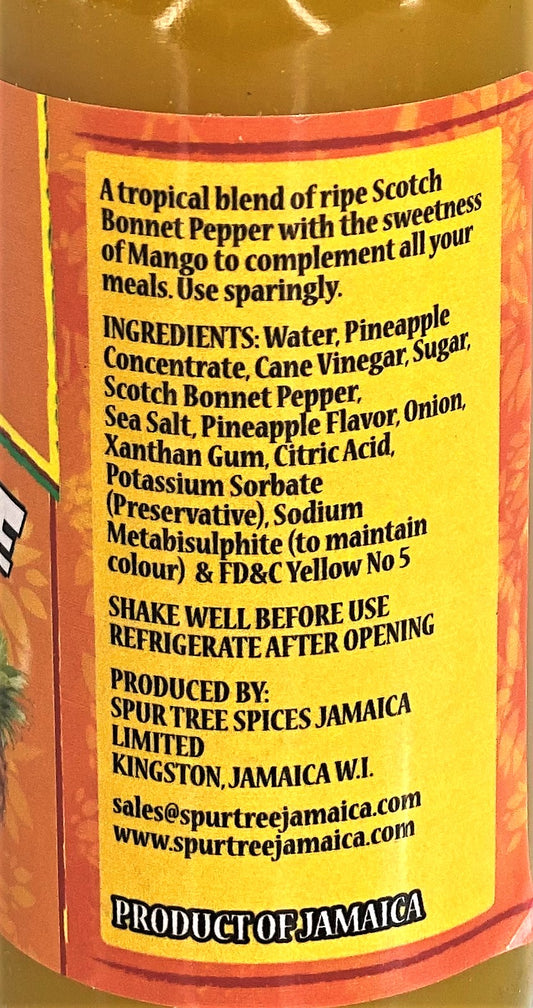 A tropical blend of ripe Scotch
Bonnet Pepper with the sweetness
of Mango to complement all your
meals. Use sparingly.
INGREDIENTS: Water, Pineapple
Concentrate, Cane Vinegar, Sugar,
Scotch Bonnet Pepper,
Sea Salt, Pineapple Flavor, Onion,
Xanthan Gum, Citric Acid,
Potassium Sorbate
(Preservative), Sodium
Metabisulphite (to maintain
colour) & FD&C Yellow No 5
SHAKE WELL BEFORE USE
REFRIGERATE AFTER OPENING
PRODUCED BY:
SPUR TREE SPICES JAMAICA
LIMITED
KINGSTON, JAMAICA W.I.
sales@spurtreejamaica.com
www.spurtreejamaica.com
PRODUCT OF JAMAICA